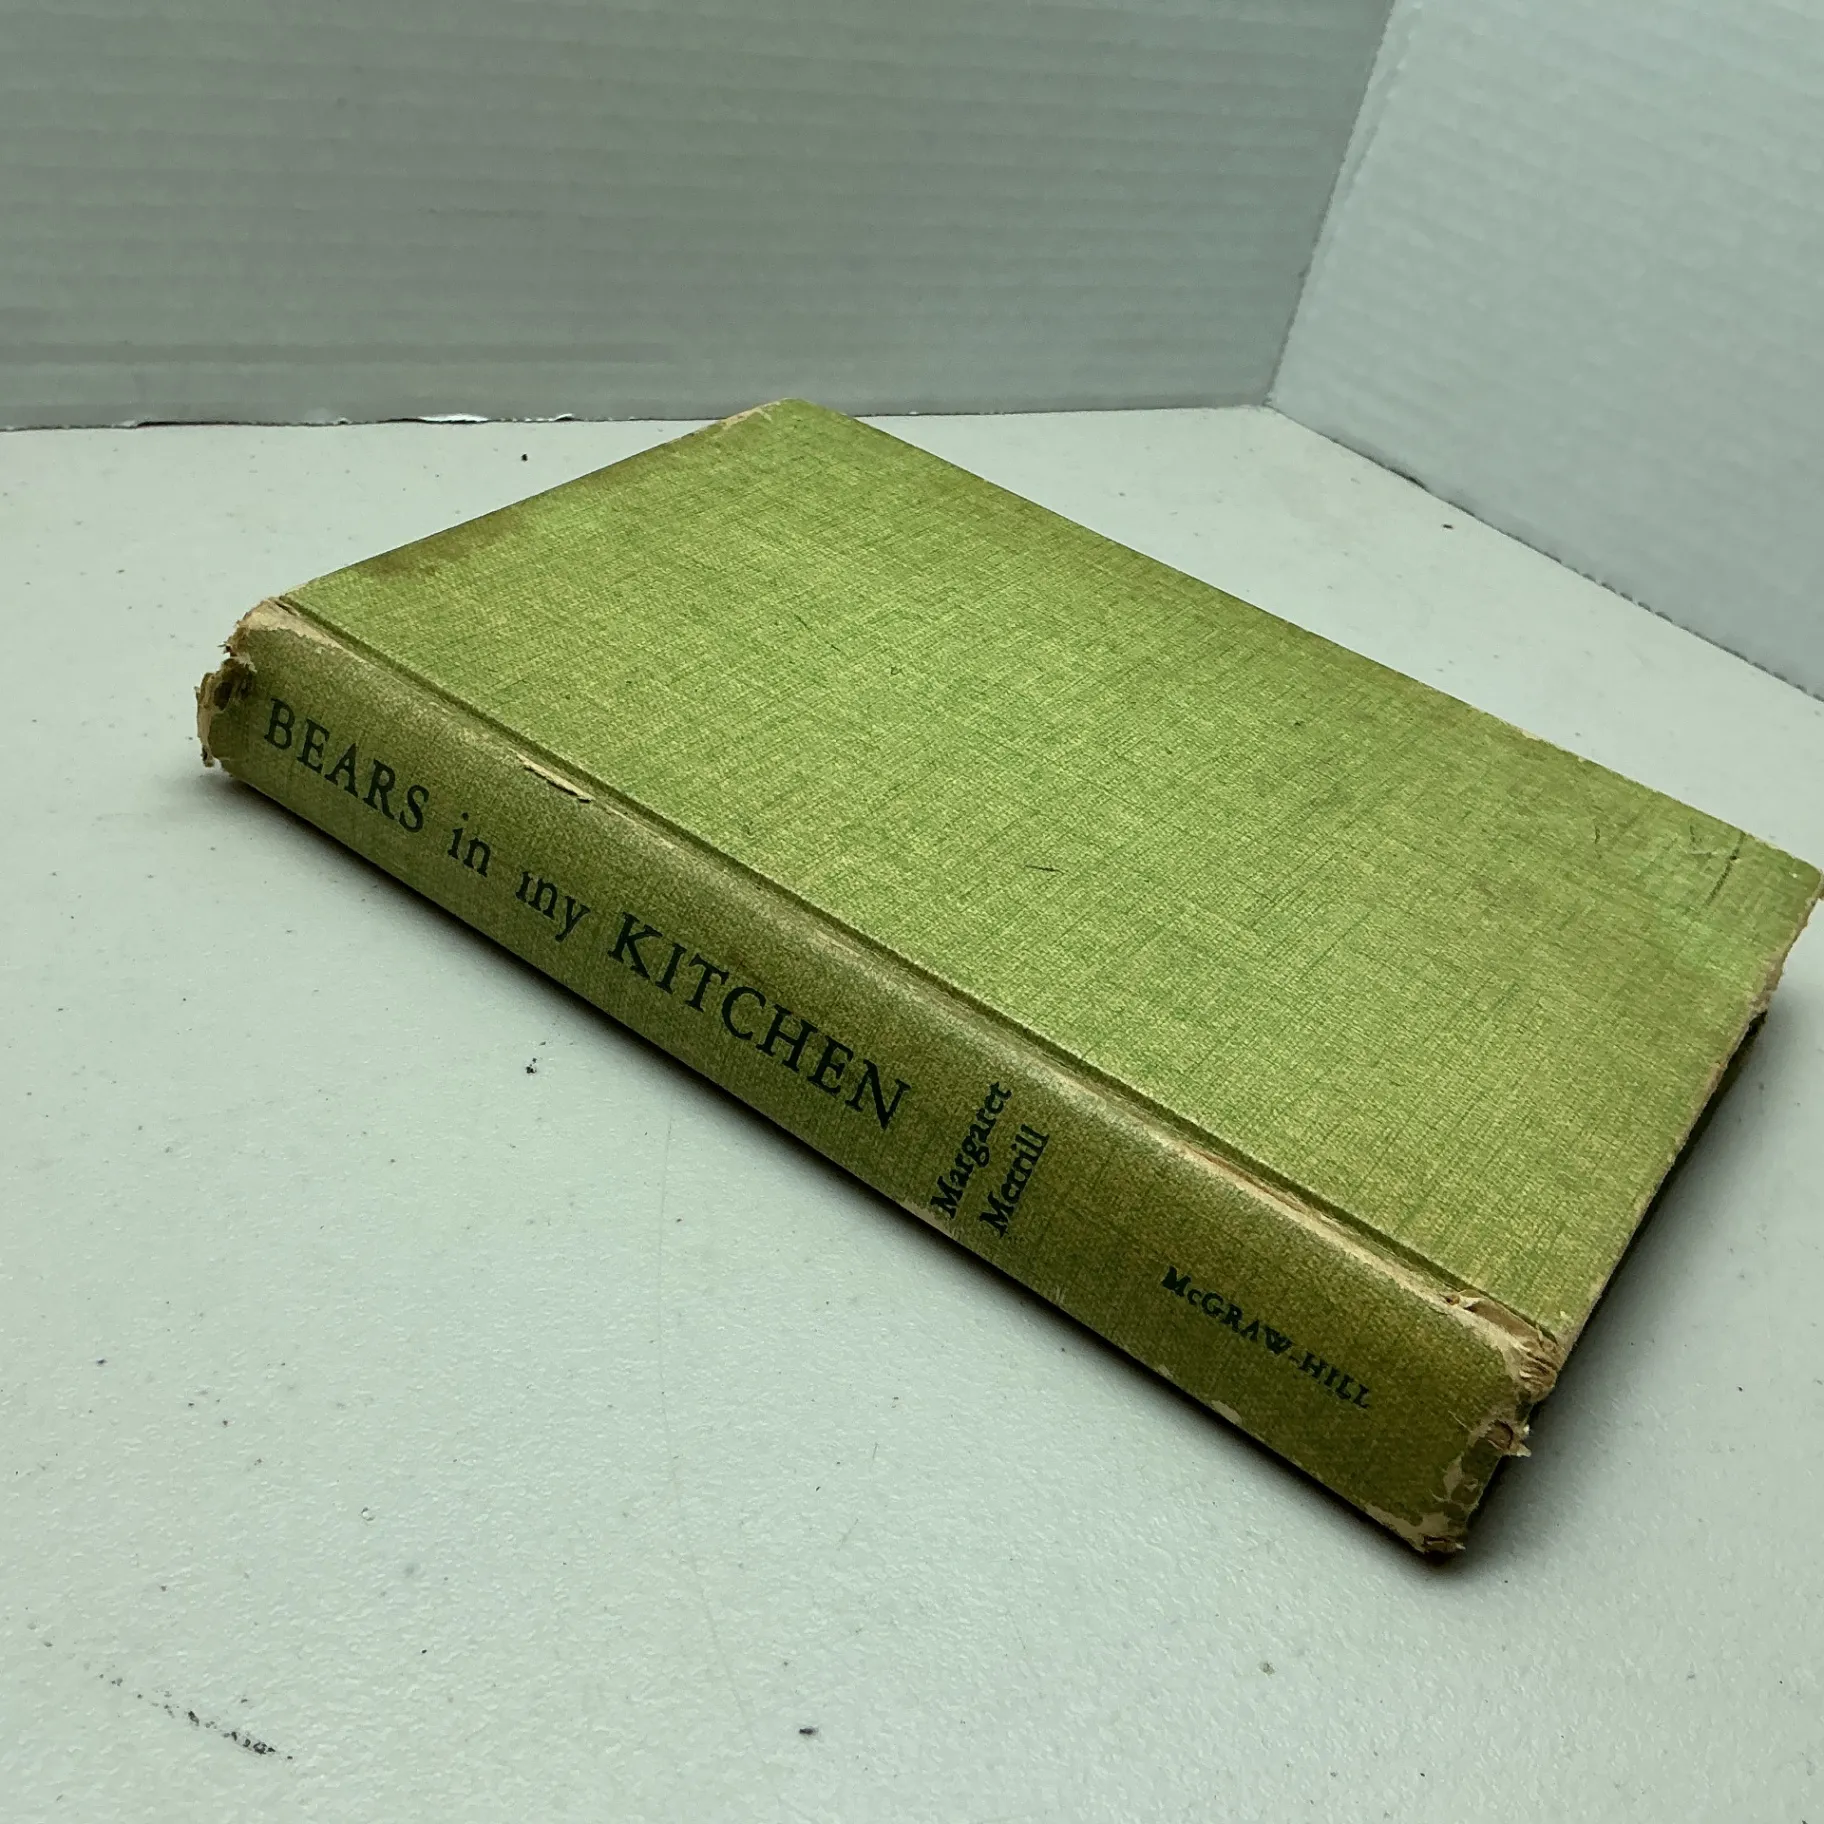 BEARS in my KITCHEN
Margaret
Merrill
McGRAW-HILL